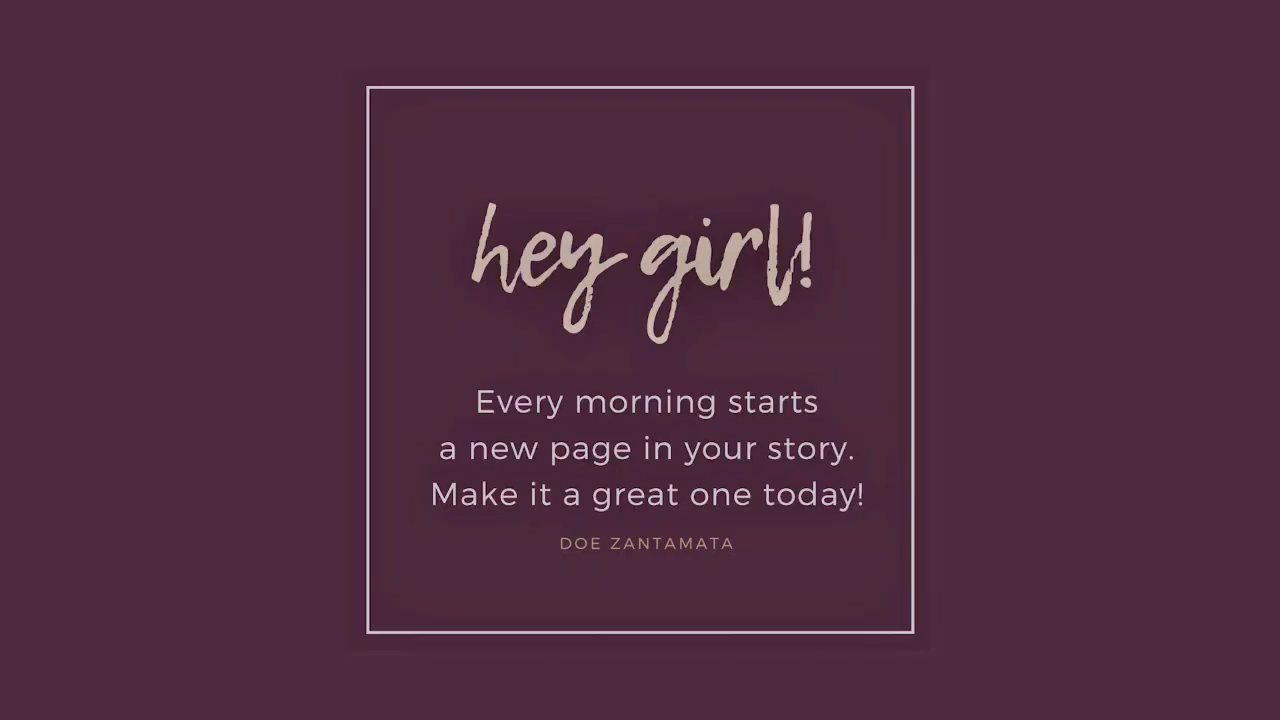 hey girl!
Every morning starts
a new page in your story.
Make it a great one today!
DOE ZANTAMATA